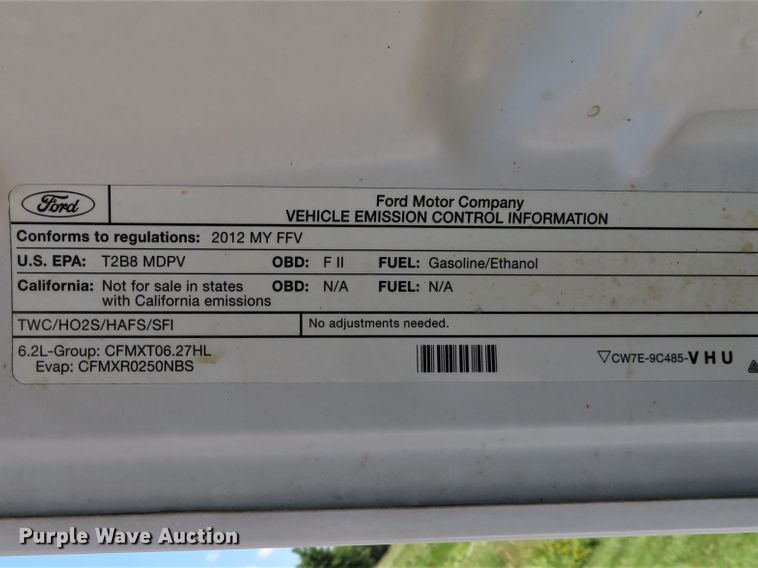 Ford
Ford Motor Company
VEHICLE EMISSION CONTROL INFORMATION
Conforms to regulations: 2012 MY FFV
U.S. EPA: T2B8 MDPV OBD: F II FUEL: Gasoline/Ethanol
California: Not for sale in states with California emissions OBD: N/A FUEL: N/A
TWC/HO2S/HAFS/SFI No adjustments needed.
6.2L-Group: CFMXT06.27HL
Evap: CFMXR0250NBS
▽CW7E-9C485-VHU
Purple Wave Auction